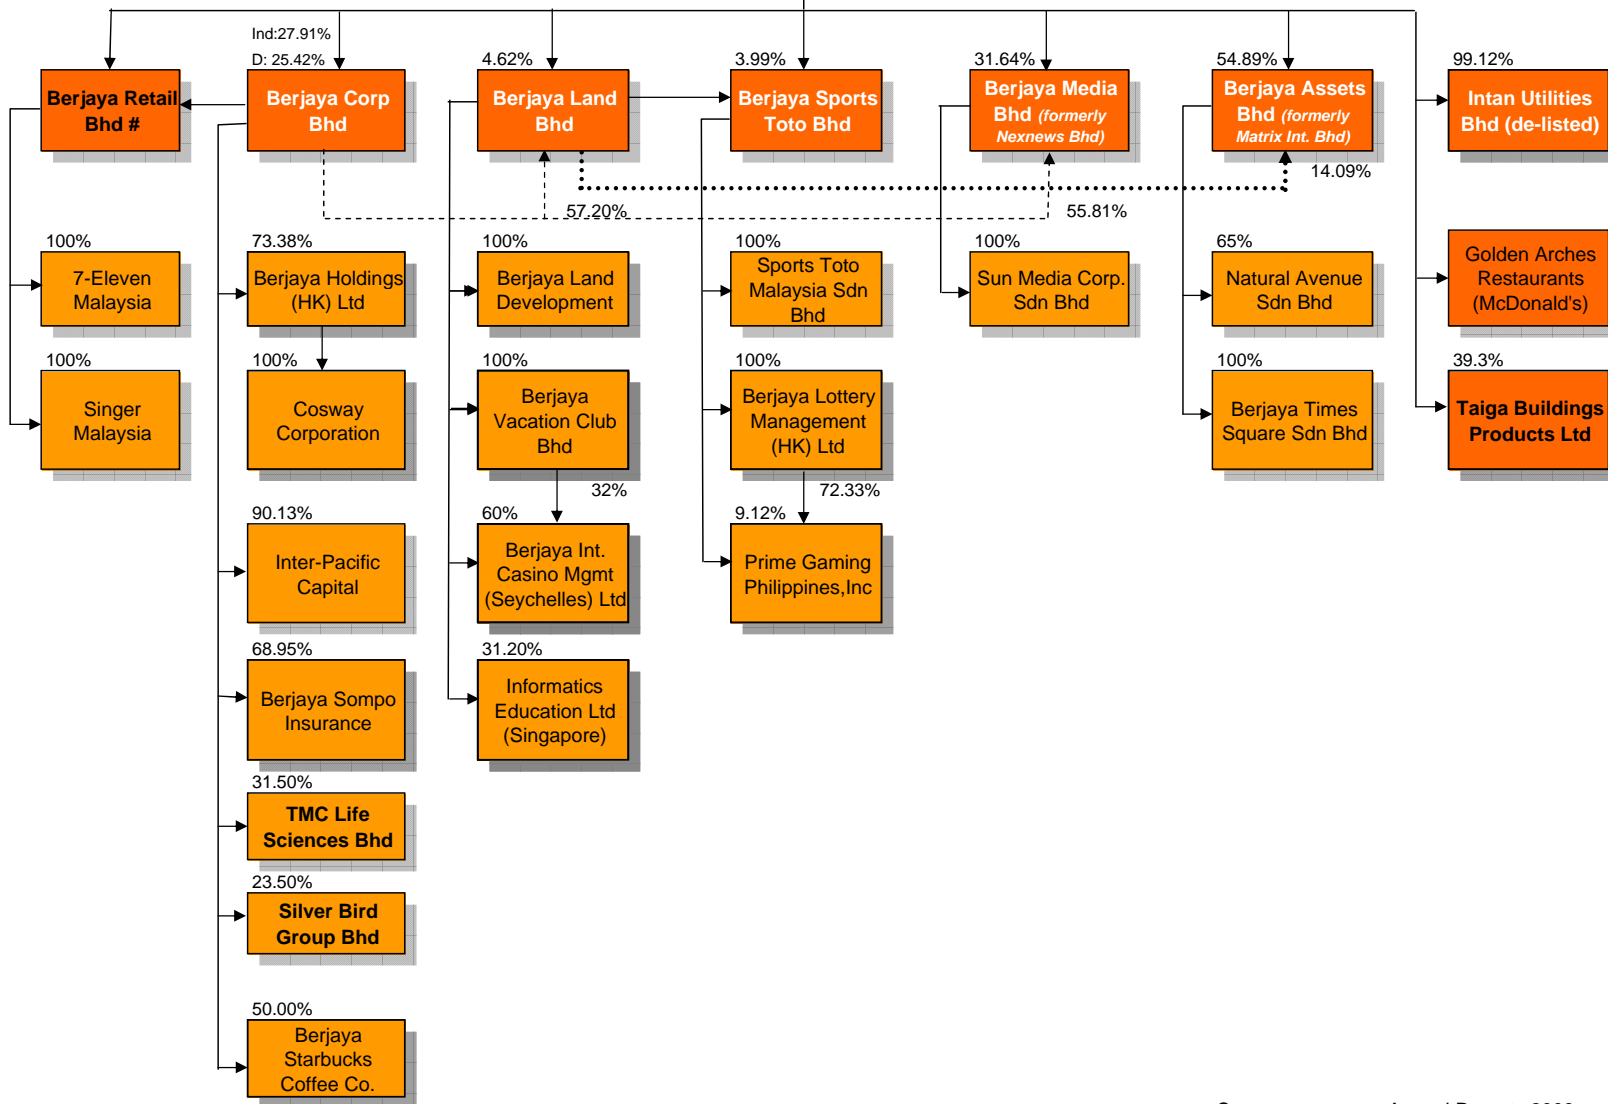 Ind:27.91%
D: 25.42%
4.62%
3.99%
31.64%
54.89%
99.12%
Berjaya Retail
Bhd #
Berjaya Corp
Bhd
Berjaya Land
Bhd
Berjaya Sports
Toto Bhd
Berjaya Media
Bhd (formerly
Nexnews Bhd)
Berjaya Assets
Bhd (formerly
Matrix Int. Bhd)
Intan Utilities
Bhd (de-listed)
14.09%
57.20%
55.81%
100%
7-Eleven
Malaysia
73.38%
Berjaya Holdings
(HK) Ltd
100%
Berjaya Land
Development
100%
Sports Toto
Malaysia Sdn
Bhd
100%
Sun Media Corp.
Sdn Bhd
65%
Natural Avenue
Sdn Bhd
Golden Arches
Restaurants
(McDonald's)
100%
Singer
Malaysia
100%
Cosway
Corporation
100%
Berjaya
Vacation Club
Bhd
100%
Berjaya Lottery
Management
(HK) Ltd
100%
Berjaya Times
Square Sdn Bhd
39.3%
Taiga Buildings
Products Ltd
32%
72.33%
90.13%
Inter-Pacific
Capital
60%
Berjaya Int.
Casino Mgmt
(Seychelles) Ltd
9.12%
Prime Gaming
Philippines,Inc
68.95%
Berjaya Sompo
Insurance
31.20%
Informatics
Education Ltd
(Singapore)
31.50%
TMC Life
Sciences Bhd
23.50%
Silver Bird
Group Bhd
50.00%
Berjaya
Starbucks
Coffee Co.